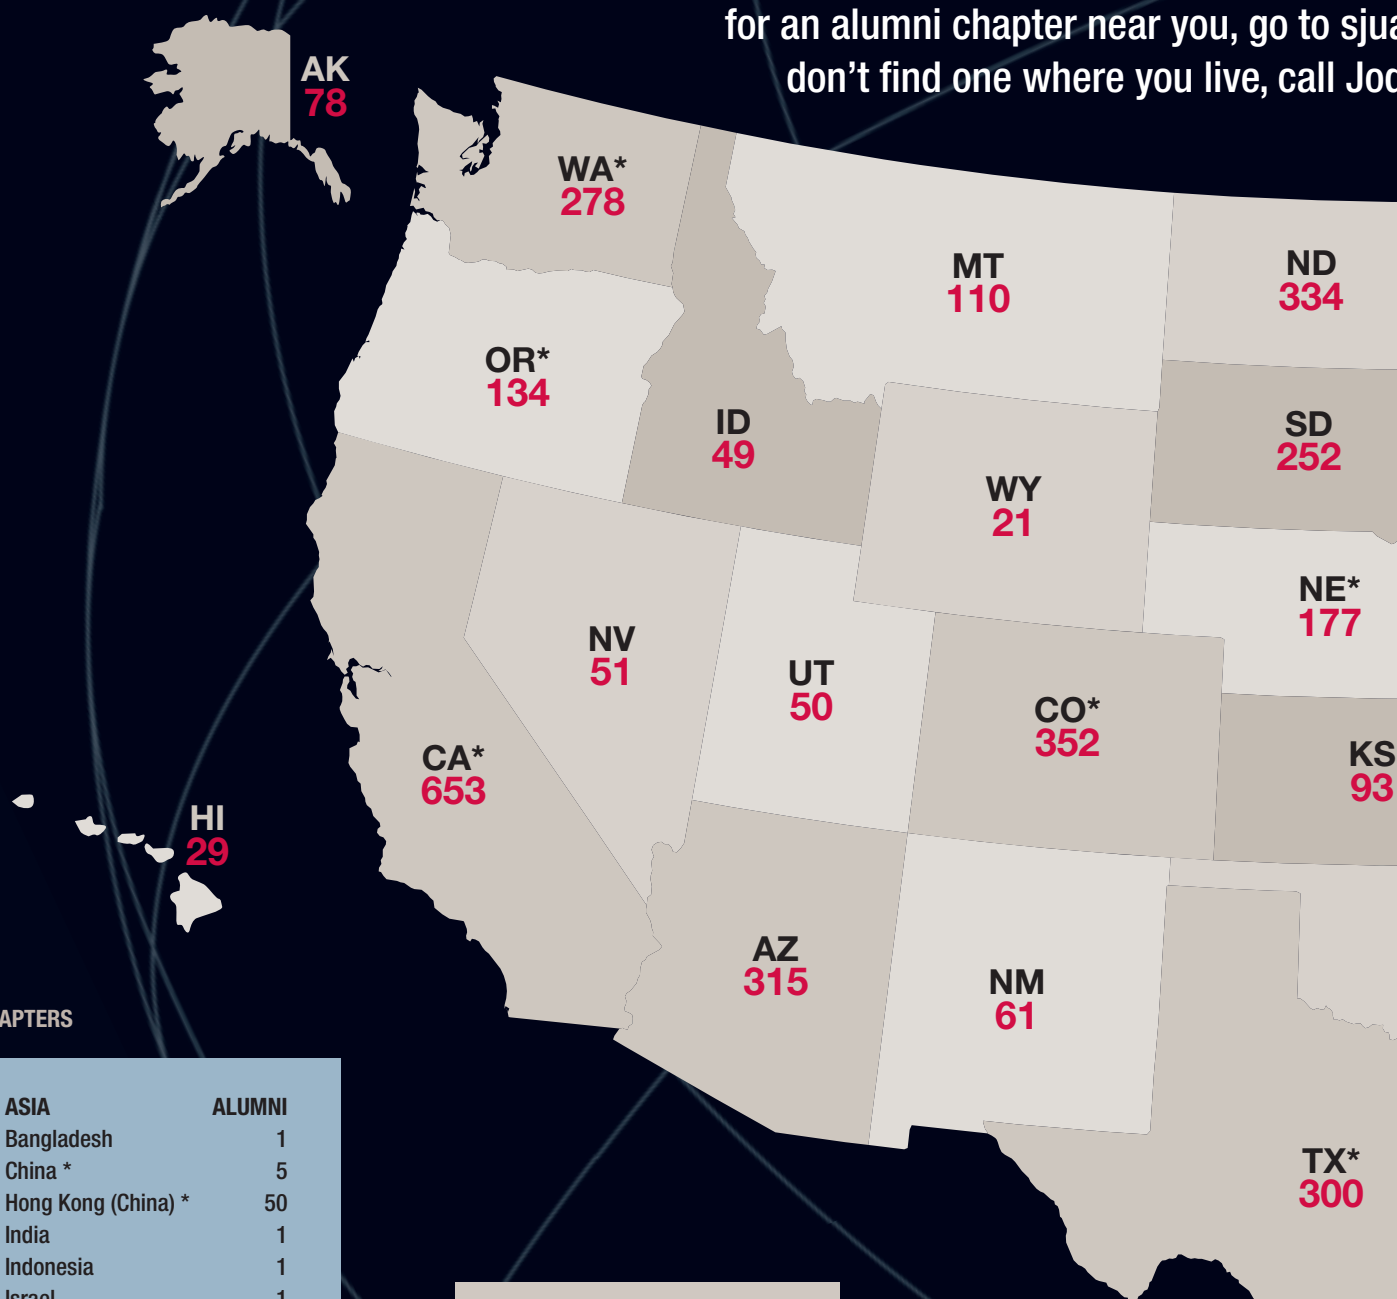 for an alumni chapter near you, go to
don't find one where you live, call
AK
78
WA*
278
MT
110
ND
334
OR*
134
ID
49
SD
252
WY
21
NE*
177
NV
51
UT
50
CO*
352
KS
93
CA*
653
HI
29
AZ
315
NM
61
TX*
300
APTERS
ASIA ALUMNI
Bangladesh 1
China * 5
Hong Kong (China) * 50
India 1
Indonesia 1
Israel 1